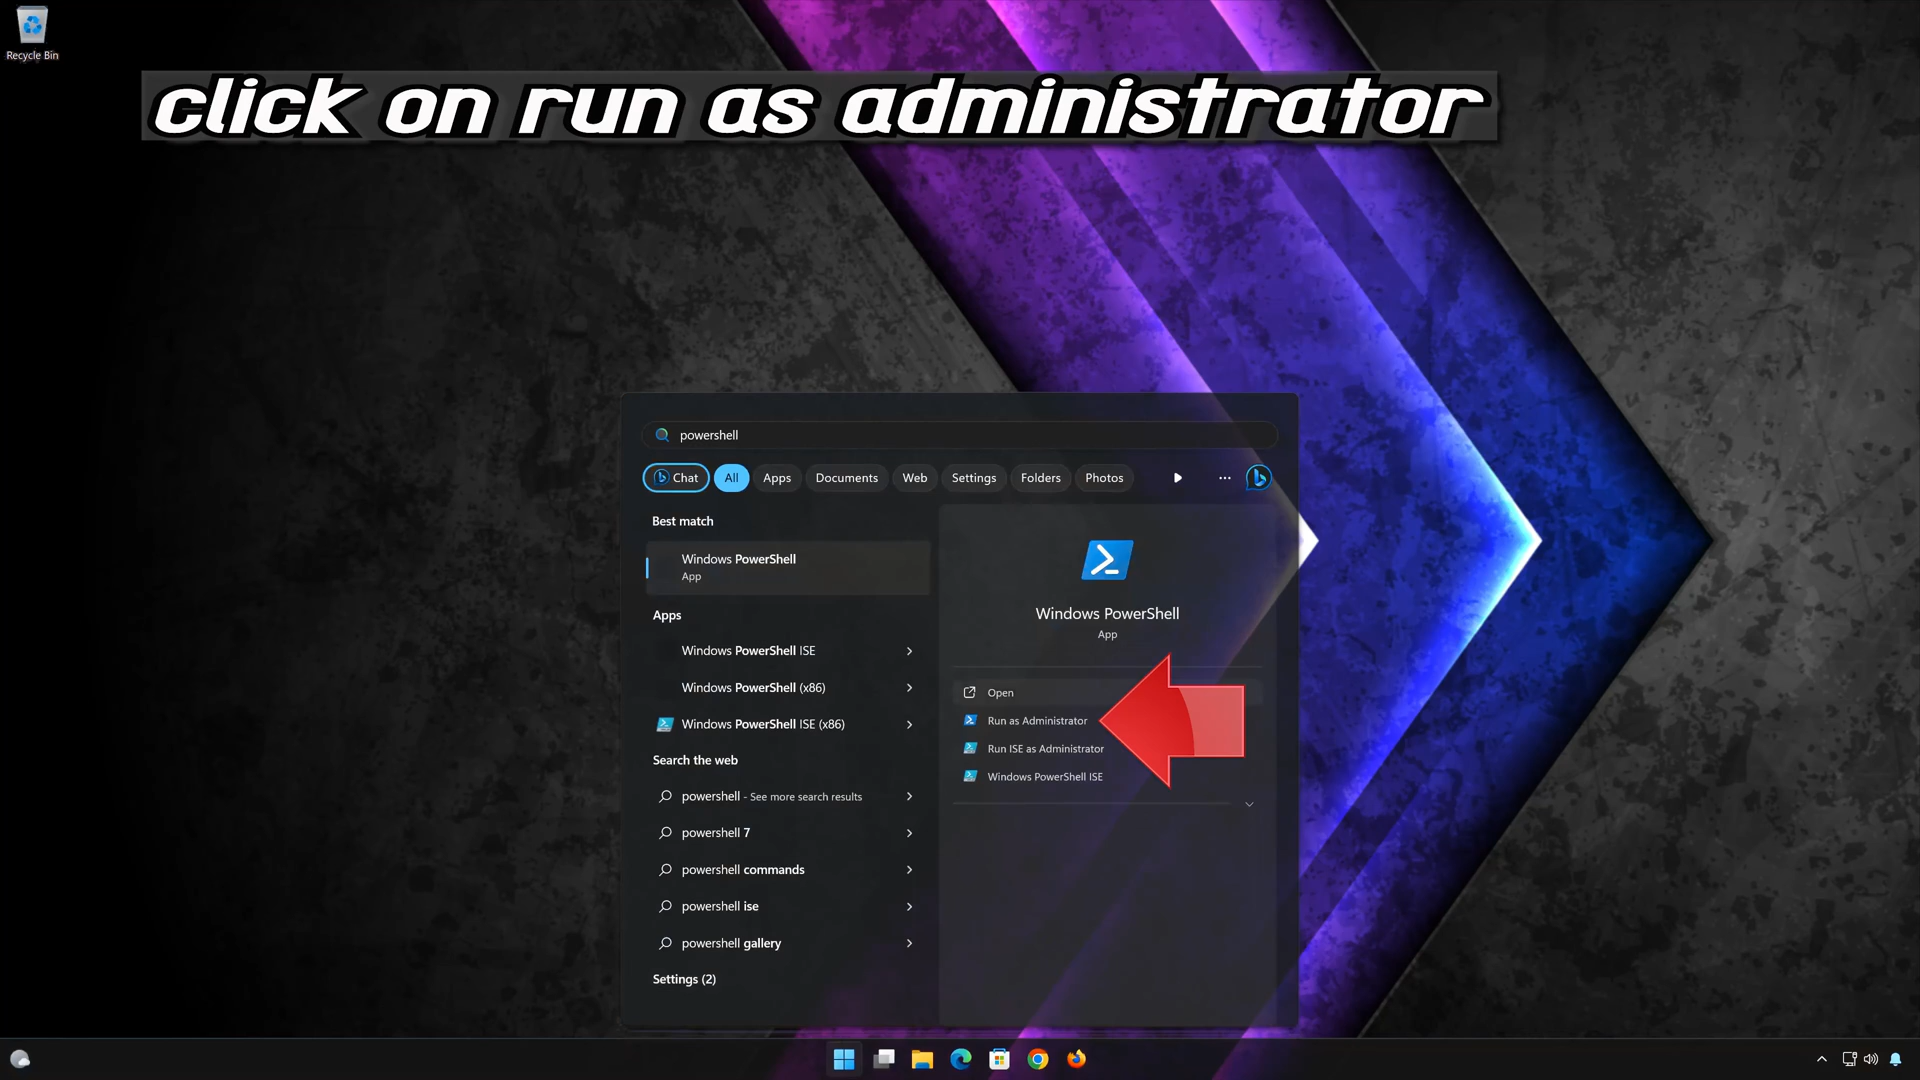 Recycle Bin
click on run as administrator
powershell
Chat All Apps Documents Web Settings Folders Photos
Best match
Windows PowerShell
App
Apps
Windows PowerShell ISE
Windows PowerShell (x86)
Windows PowerShell ISE (x86)
Search the web
powershell - See more search results
powershell 7
powershell commands
powershell ise
powershell gallery
Settings (2)
Windows PowerShell
App
Open
Run as Administrator
Run ISE as Administrator
Windows PowerShell ISE